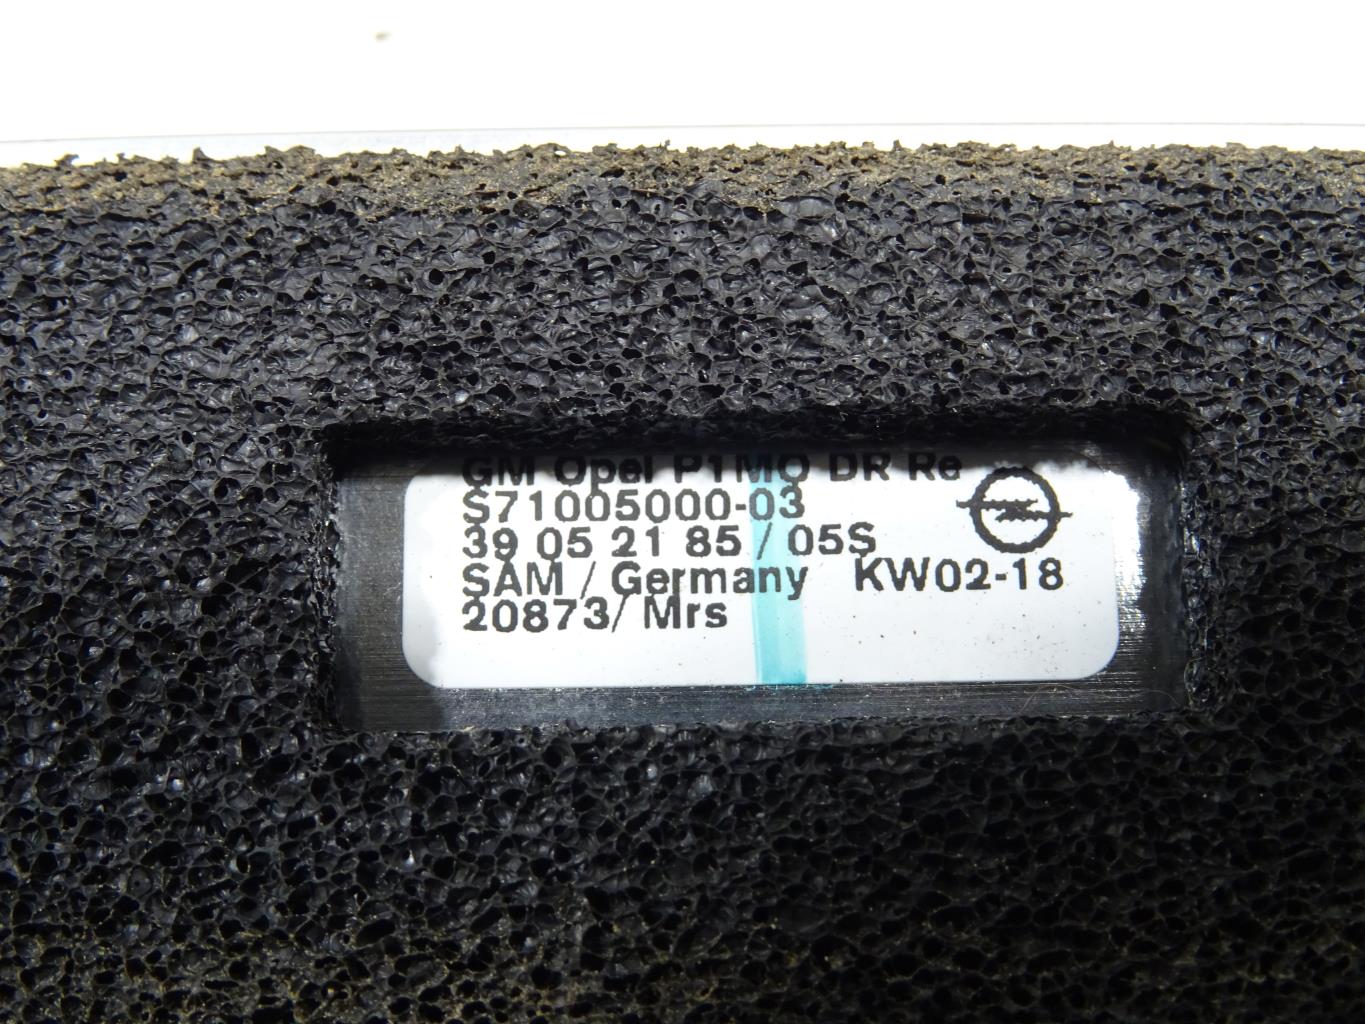 GM Opel P1MO DR Re
S71005000-03
39 05 21 85 / 05S
SAM / Germany KW02-18
20873/ Mrs